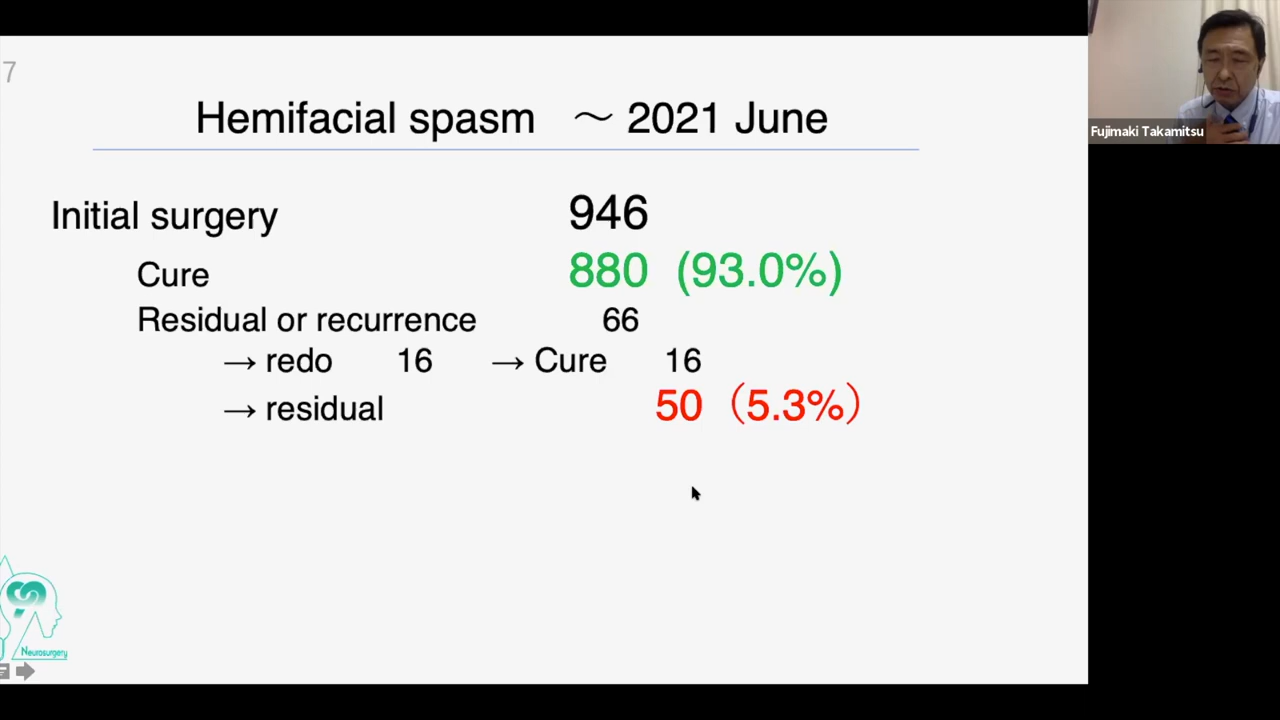 7
Hemifacial spasm ～ 2021 June
Initial surgery 946
Cure 880 (93.0%)
Residual or recurrence 66
→ redo 16 → Cure 16
→ residual 50（5.3%）
Neurosurgery
Fujimaki Takamitsu